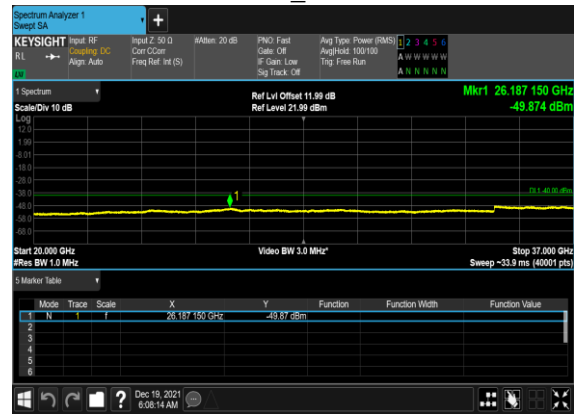 Spectrum Analyzer 1
Swept SA
+
KEYSIGHT Input: RF Input Z: 50 Ω #Atten: 20 dB PNO: Fast Avg Type: Power (RMS) 1 2 3 4 5 6
RL Coupling: DC Corr CCorr Gate: Off Avg|Hold: 100/100 A W W W W W
Align: Auto Freq Ref: Int (S) IF Gain: Low Trig: Free Run
Sig Track: Off A N N N N N
1 Spectrum Ref Lvl Offset 11.99 dB Mkr1 26.187 150 GHz
Scale/Div 10 dB Ref Level 21.99 dBm -49.874 dBm
Log
12.0
1.99
-8.01
-18.0
-28.0
-38.0 DL1 -40.00 dBm
-48.0 1
-58.0
-68.0
Start 20.000 GHz Video BW 3.0 MHz* Stop 37.000 GHz
#Res BW 1.0 MHz Sweep ~33.9 ms (40001 pts)
5 Marker Table
Mode Trace Scale X Y Function Function Width Function Value
1 N 1 f 26.187 150 GHz -49.87 dBm
2
3
4
5
6
? Dec 19, 2021
6:08:14 AM